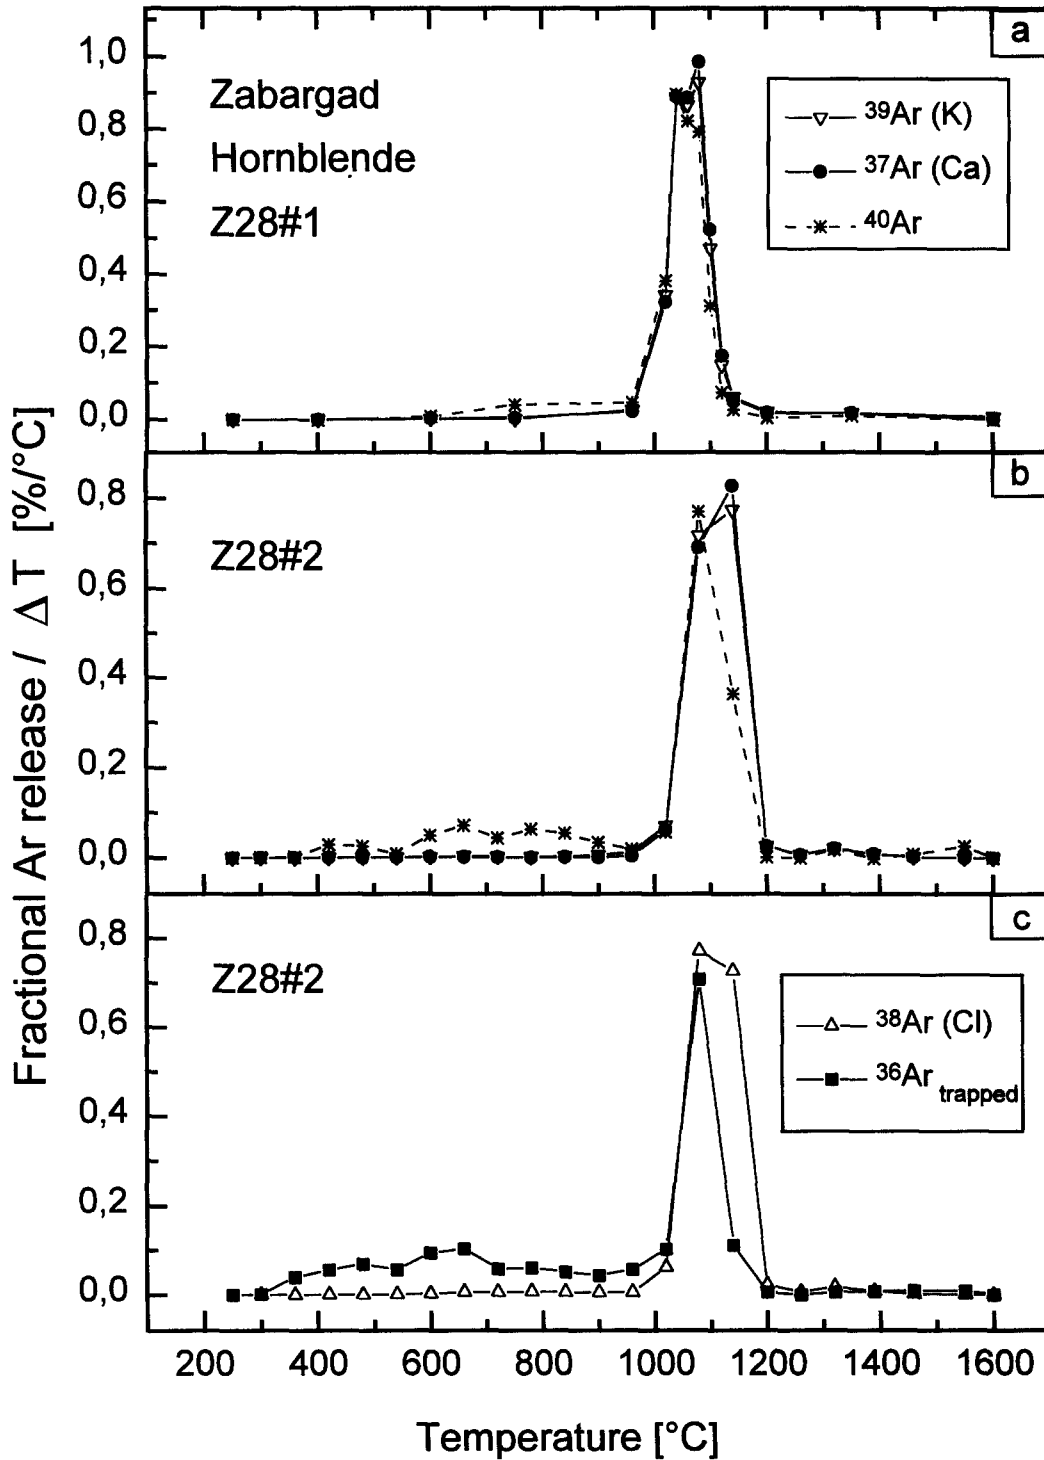 Fractional Ar release / Δ T [%/°C]
a
1,0
0,8
0,6
0,4
0,2
0,0
Zabargad
Hornblende
Z28#1
39Ar (K)
37Ar (Ca)
40Ar
b
0,8
0,6
0,4
0,2
0,0
Z28#2
c
0,8
0,6
0,4
0,2
0,0
Z28#2
38Ar (Cl)
36Ar trapped
200 400 600 800 1000 1200 1400 1600
Temperature [°C]